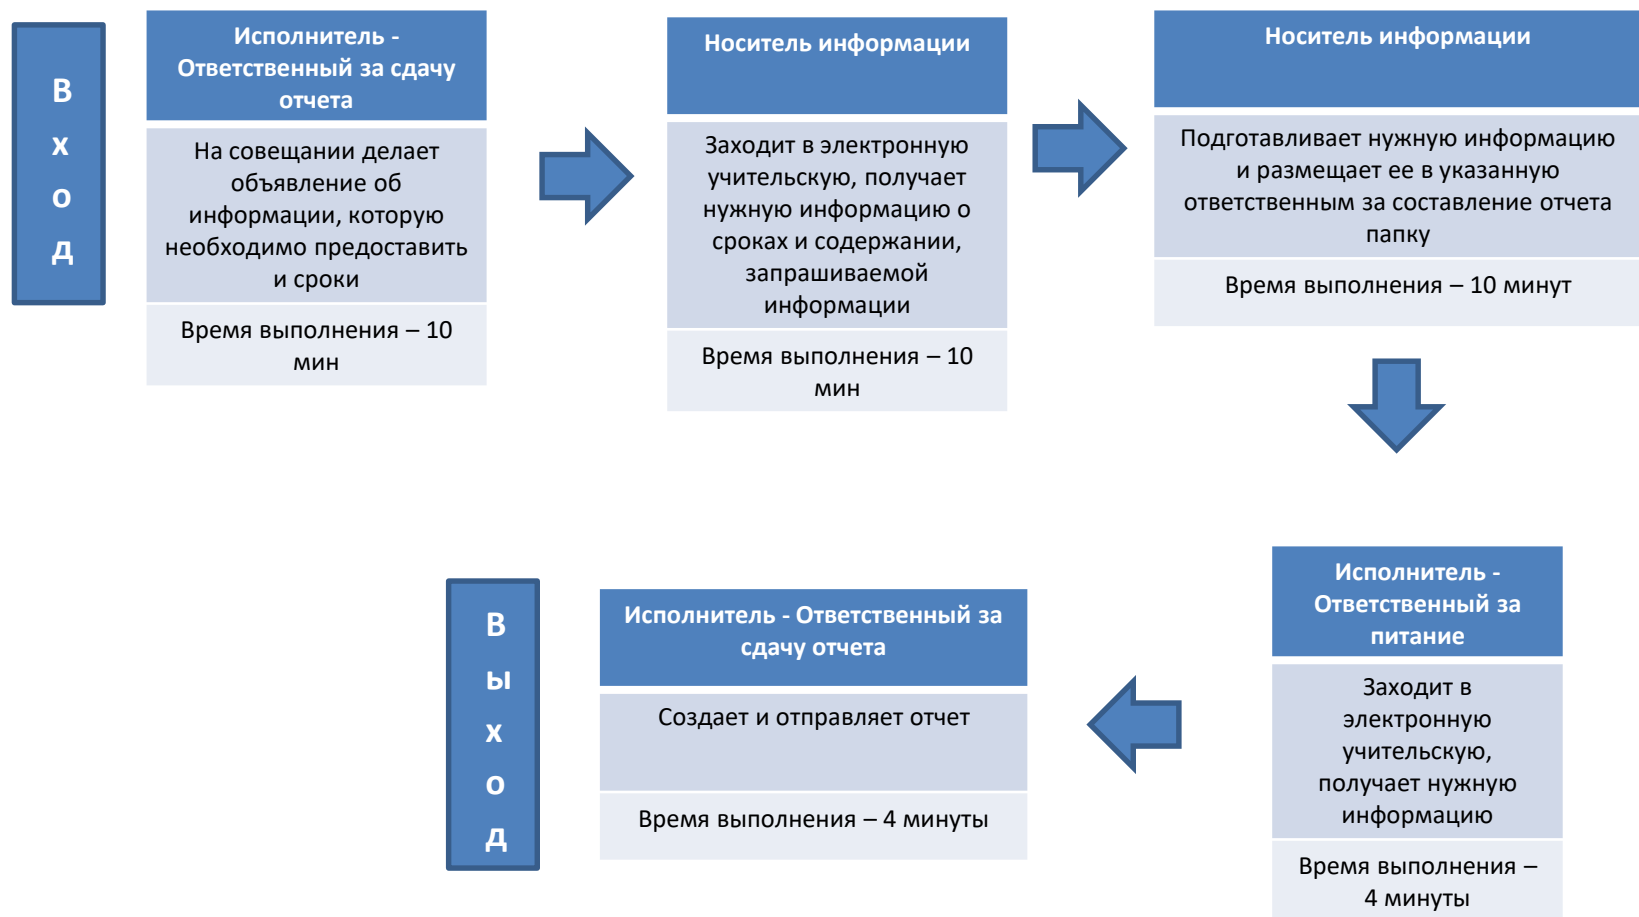 Вход
Исполнитель -
Ответственный за сдачу
отчета
На совещании делает
объявление об
информации, которую
необходимо предоставить
и сроки
Время выполнения – 10
мин
Носитель информации
Заходит в электронную
учительскую, получает
нужную информацию о
сроках и содержании,
запрашиваемой
информации
Время выполнения – 10
мин
Носитель информации
Подготавливает нужную информацию
и размещает ее в указанную
ответственным за составление отчета
папку
Время выполнения – 10 минут
Исполнитель -
Ответственный за
питание
Заходит в
электронную
учительскую,
получает нужную
информацию
Время выполнения –
4 минуты
Исполнитель - Ответственный за
сдачу отчета
Создает и отправляет отчет
Время выполнения – 4 минуты
Выход